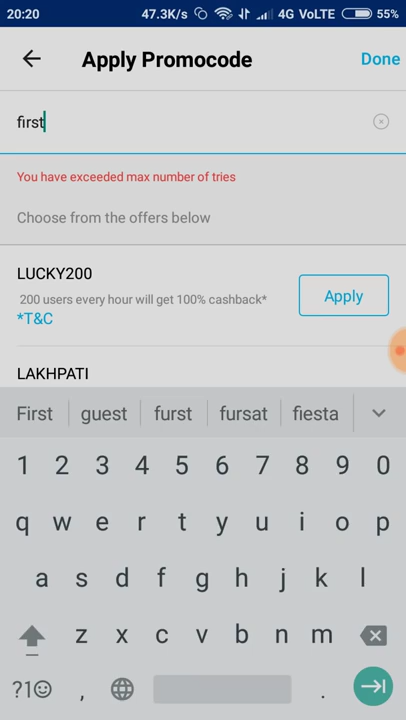 20:20 47.3K/s 4G VoLTE 55%
Apply Promocode Done
first
You have exceeded max number of tries
Choose from the offers below
LUCKY200
200 users every hour will get 100% cashback*
*T&C
Apply
LAKHPATI
First guest furst fursat fiesta
1 2 3 4 5 6 7 8 9 0
q w e r t y u i o p
a s d f g h j k l
z x c v b n m
?1 , .